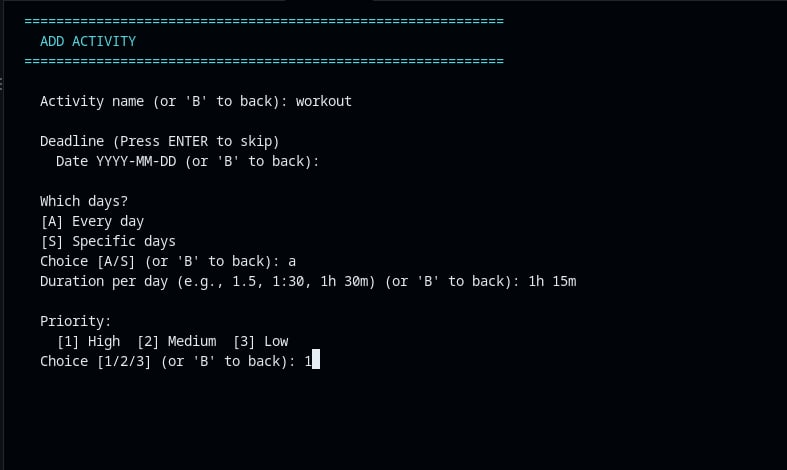 ============================================================
ADD ACTIVITY
============================================================
Activity name (or 'B' to back): workout
Deadline (Press ENTER to skip)
Date YYYY-MM-DD (or 'B' to back):
Which days?
[A] Every day
[S] Specific days
Choice [A/S] (or 'B' to back): a
Duration per day (e.g., 1.5, 1:30, 1h 30m) (or 'B' to back): 1h 15m
Priority:
[1] High  [2] Medium  [3] Low
Choice [1/2/3] (or 'B' to back): 1